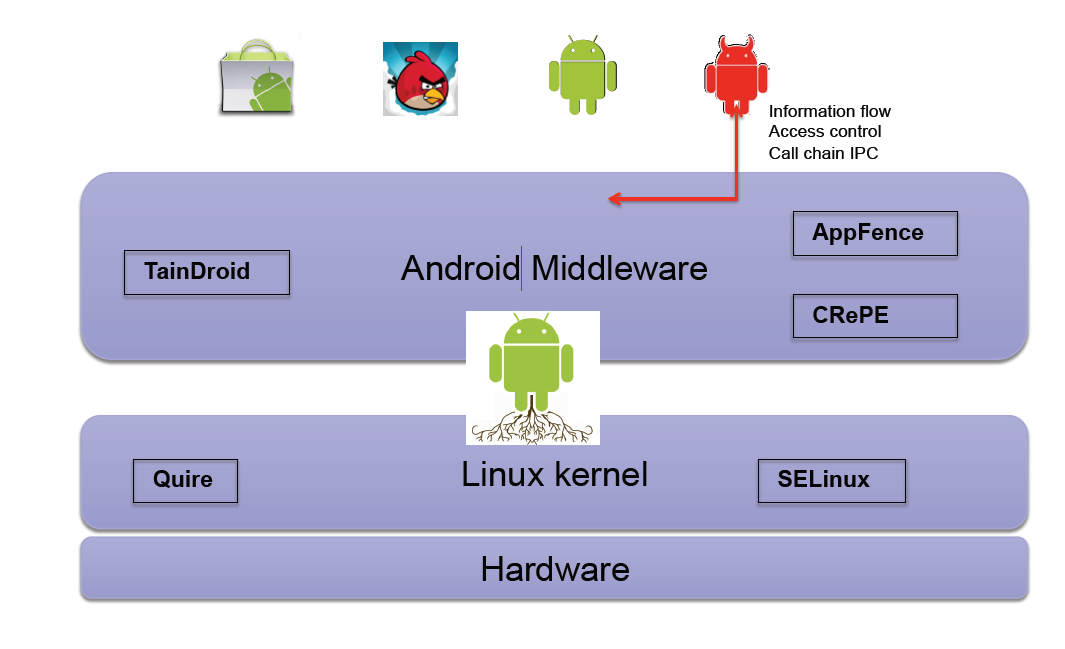 Information flow
Access control
Call chain IPC
AppFence
TainDroid
Android Middleware
CRePE
Quire
Linux kernel
SELinux
Hardware